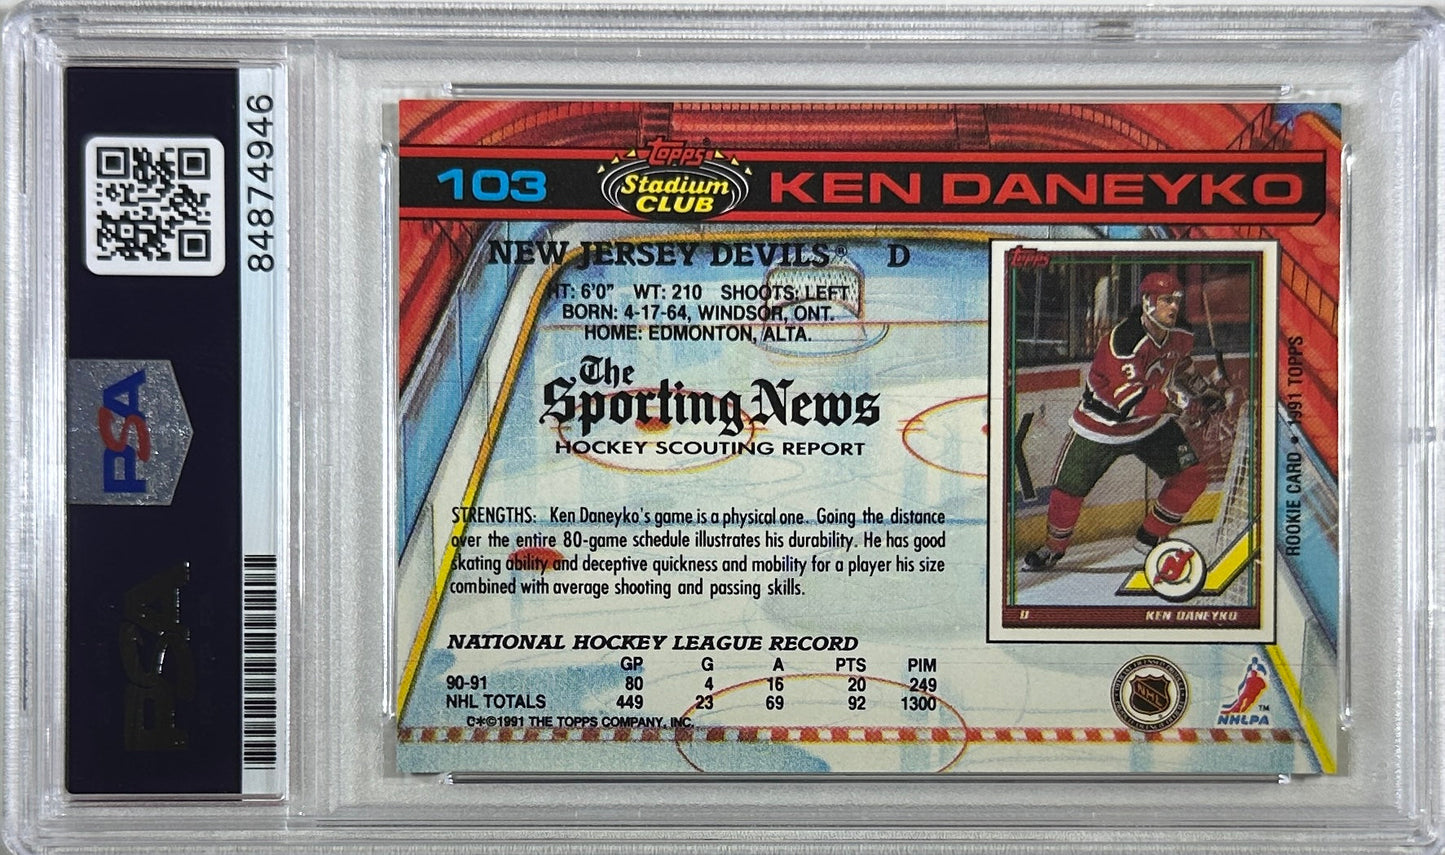 84874946
PSA
PSA
103
Topps®
Stadium
CLUB
KEN DANEYKO
NEW JERSEY DEVILS® D
HT: 6'0" WT: 210 SHOOTS: LEFT
BORN: 4-17-64, WINDSOR, ONT.
HOME: EDMONTON, ALTA.
The
Sporting News
HOCKEY SCOUTING REPORT
STRENGTHS: Ken Daneyko's game is a physical one. Going the distance
over the entire 80-game schedule illustrates his durability. He has good
skating ability and deceptive quickness and mobility for a player his size
combined with average shooting and passing skills.
NATIONAL HOCKEY LEAGUE RECORD
GP G A PTS PIM
90-91 80 4 16 20 249
NHL TOTALS 449 23 69 92 1300
C*©1991 THE TOPPS COMPANY, INC.
Topps
3
D KEN DANEYKO
ROOKIE CARD • 1991 TOPPS
NHL
NHLPA
TM